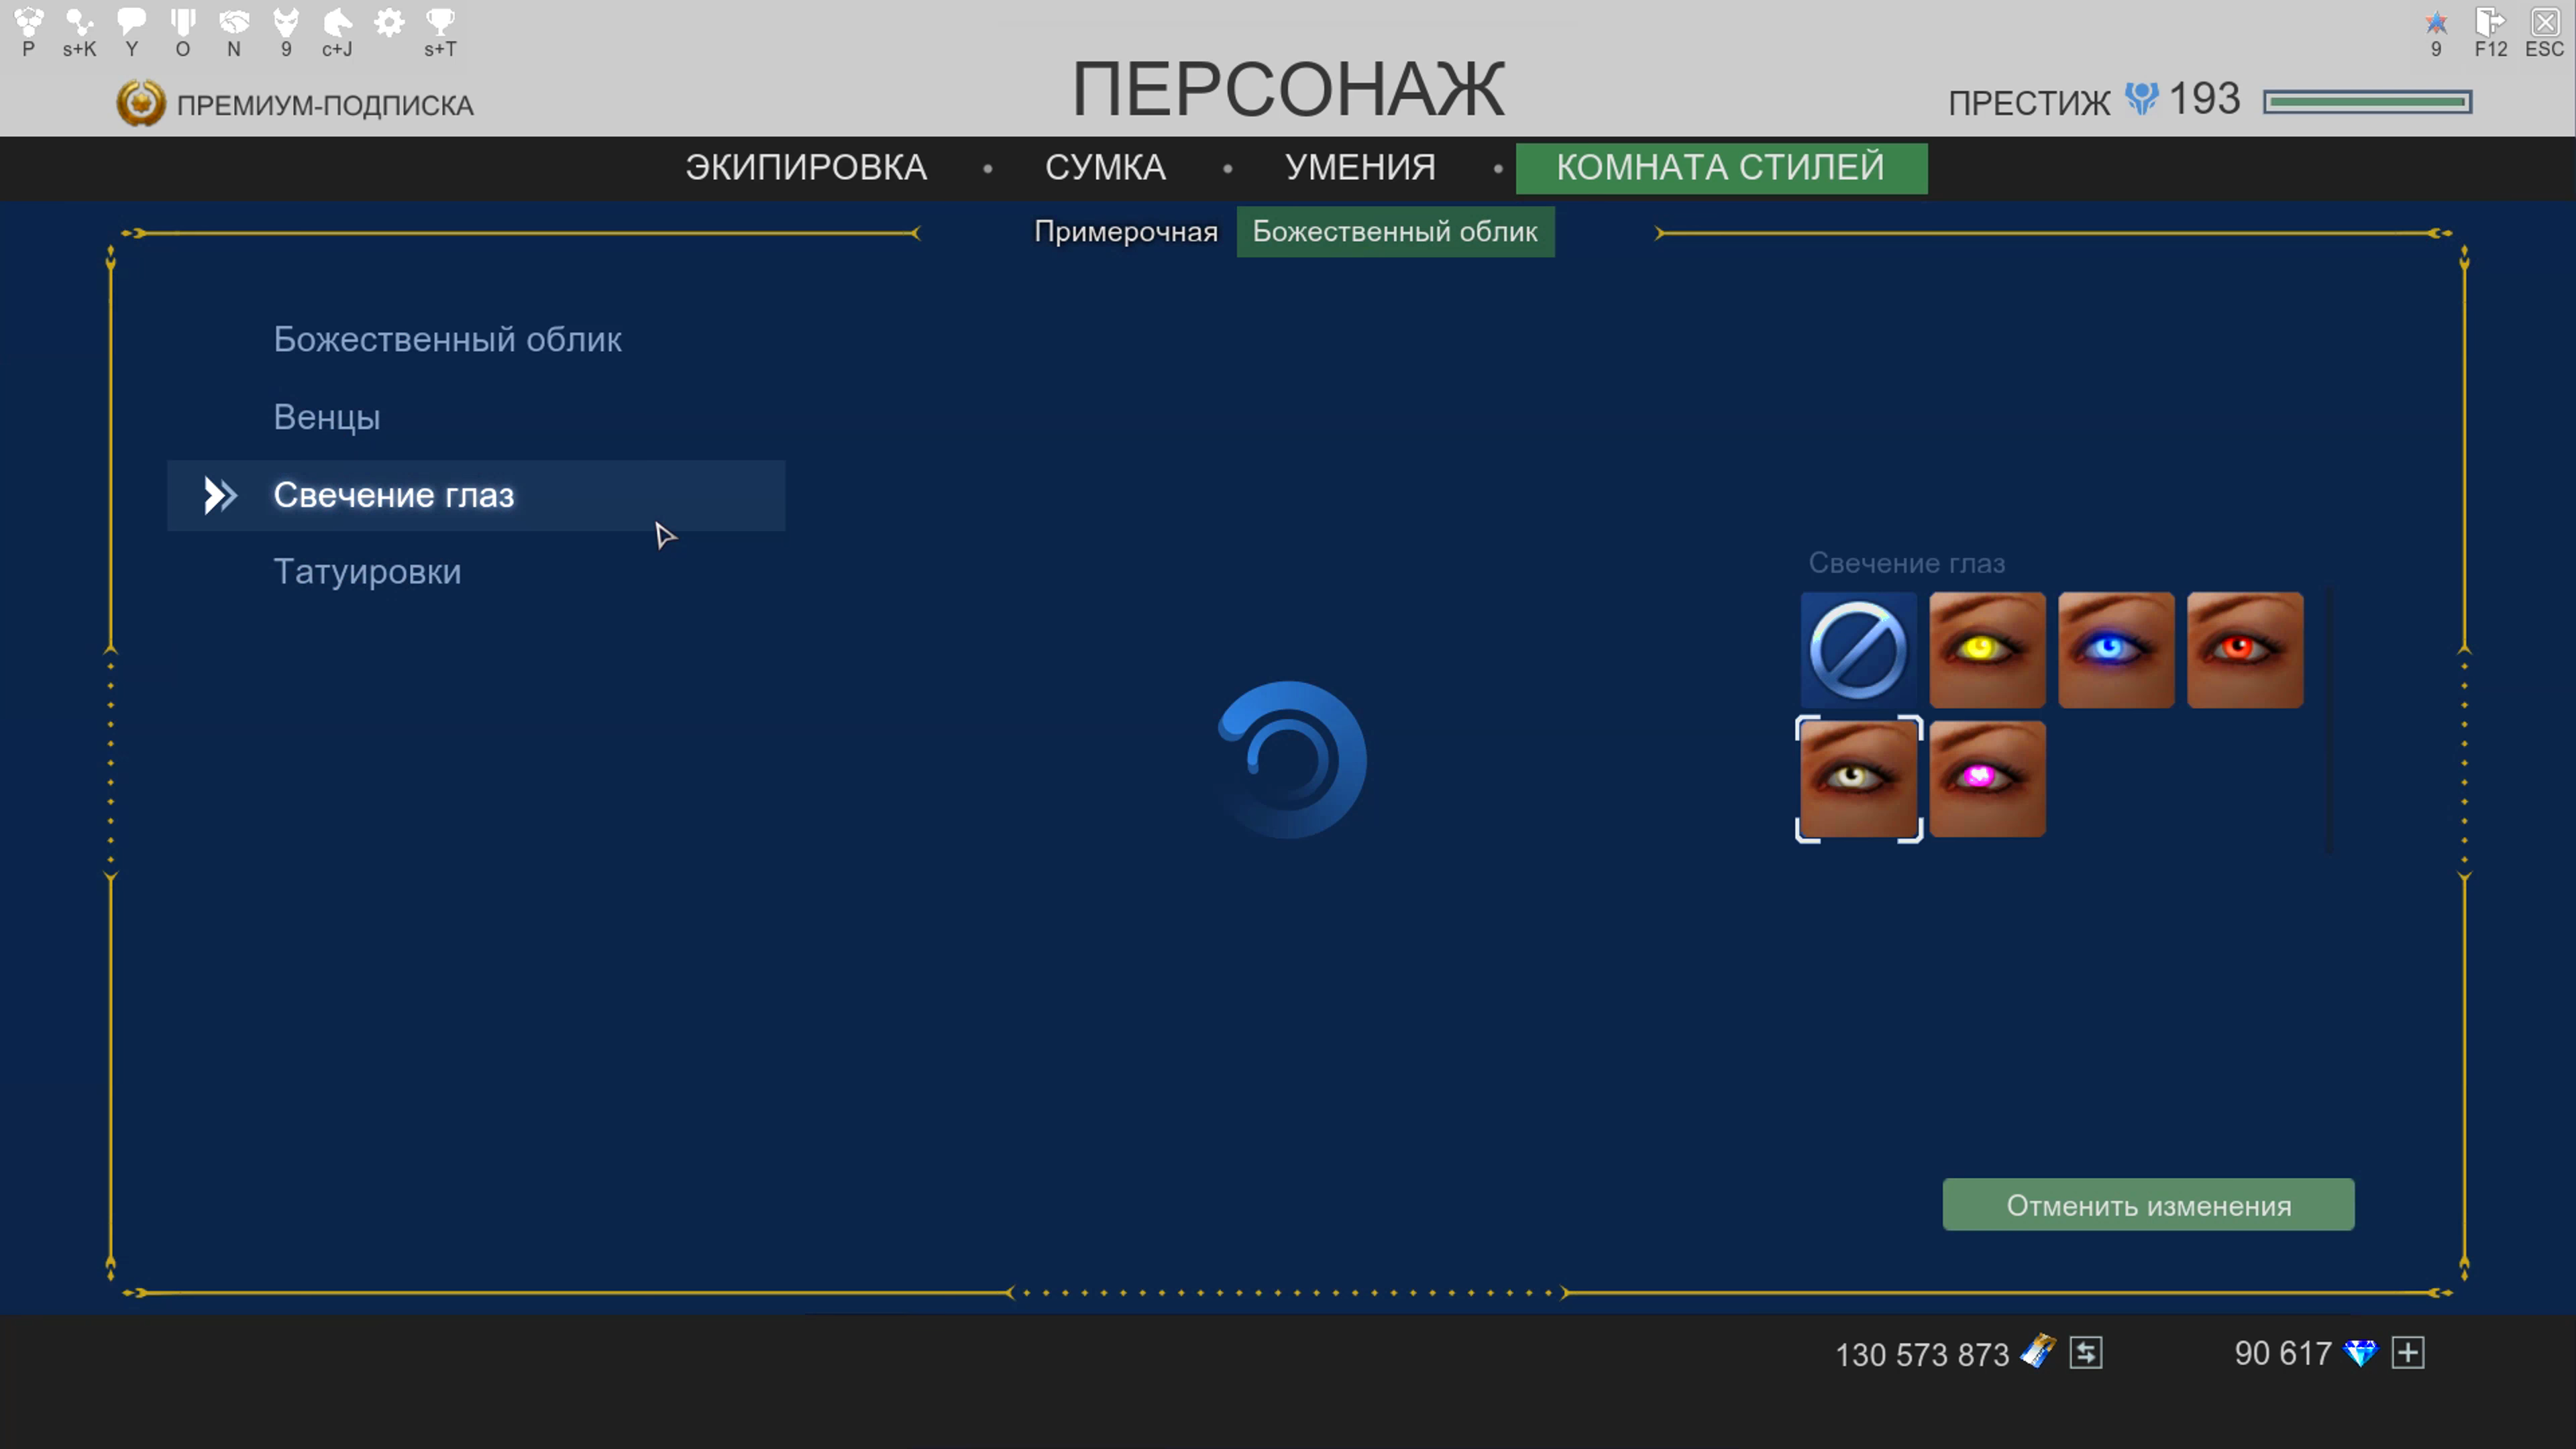 P s+K Y O N 9 c+J s+T 9 F12 ESC
ПЕРСОНАЖ
ПРЕМИУМ-ПОДПИСКА
ПРЕСТИЖ 193
ЭКИПИРОВКА • СУМКА • УМЕНИЯ • КОМНАТА СТИЛЕЙ
Примерочная Божественный облик
Божественный облик
Венцы
Свечение глаз
Татуировки
Свечение глаз
Отменить изменения
130 573 873 90 617